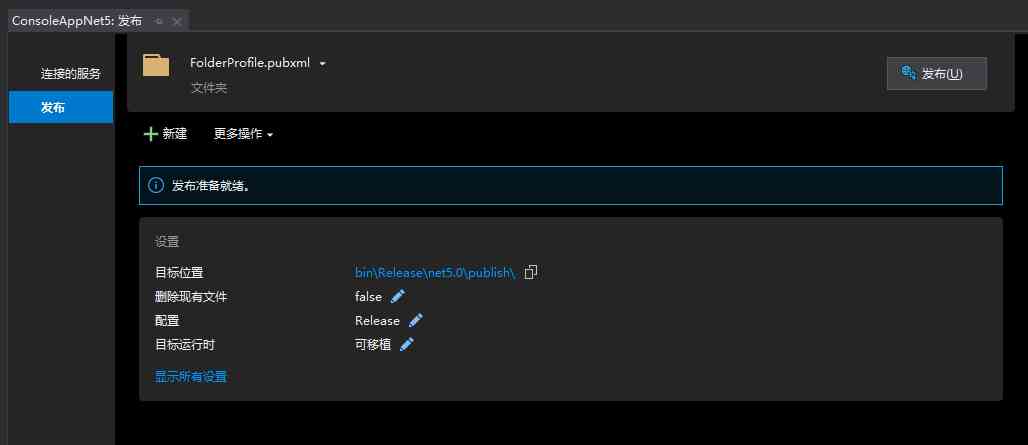 ConsoleAppNet5: 发布
连接的服务
发布
FolderProfile.pubxml
文件夹
发布(U)
新建
更多操作
发布准备就绪。
设置
目标位置 bin\Release\net5.0\publish\
删除现有文件 false
配置 Release
目标运行时 可移植
显示所有设置